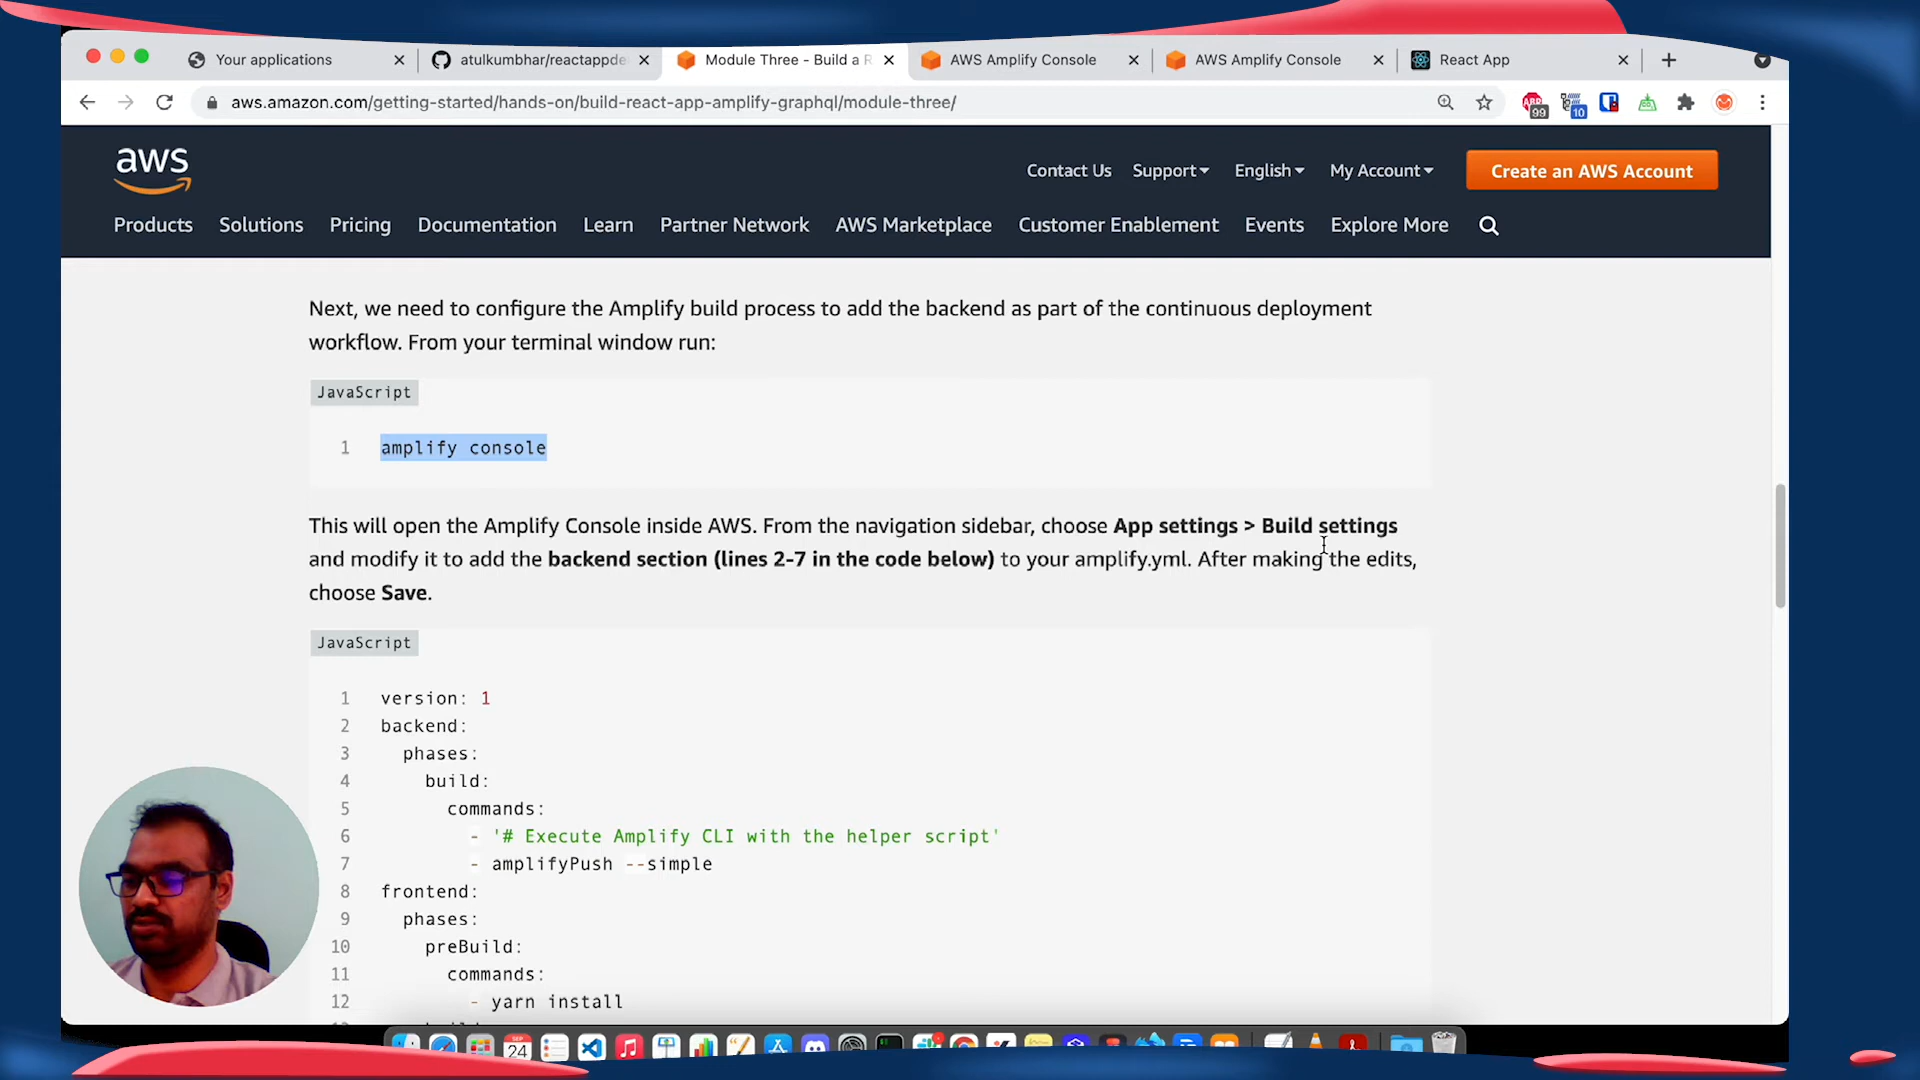 Your applications
atulkumbhar/reactappde
Module Three - Build a R
AWS Amplify Console
AWS Amplify Console
React App
aws.amazon.com/getting-started/hands-on/build-react-app-amplify-graphql/module-three/
99
10
aws
Contact Us Support English My Account Create an AWS Account
Products Solutions Pricing Documentation Learn Partner Network AWS Marketplace Customer Enablement Events Explore More
Next, we need to configure the Amplify build process to add the backend as part of the continuous deployment
workflow. From your terminal window run:
JavaScript
1 amplify console
This will open the Amplify Console inside AWS. From the navigation sidebar, choose App settings > Build settings
and modify it to add the backend section (lines 2-7 in the code below) to your amplify.yml. After making the edits,
choose Save.
JavaScript
1 version: 1
2 backend:
3 phases:
4 build:
5 commands:
6 - '# Execute Amplify CLI with the helper script'
7 - amplifyPush --simple
8 frontend:
9 phases:
10 preBuild:
11 commands:
12 - yarn install
24